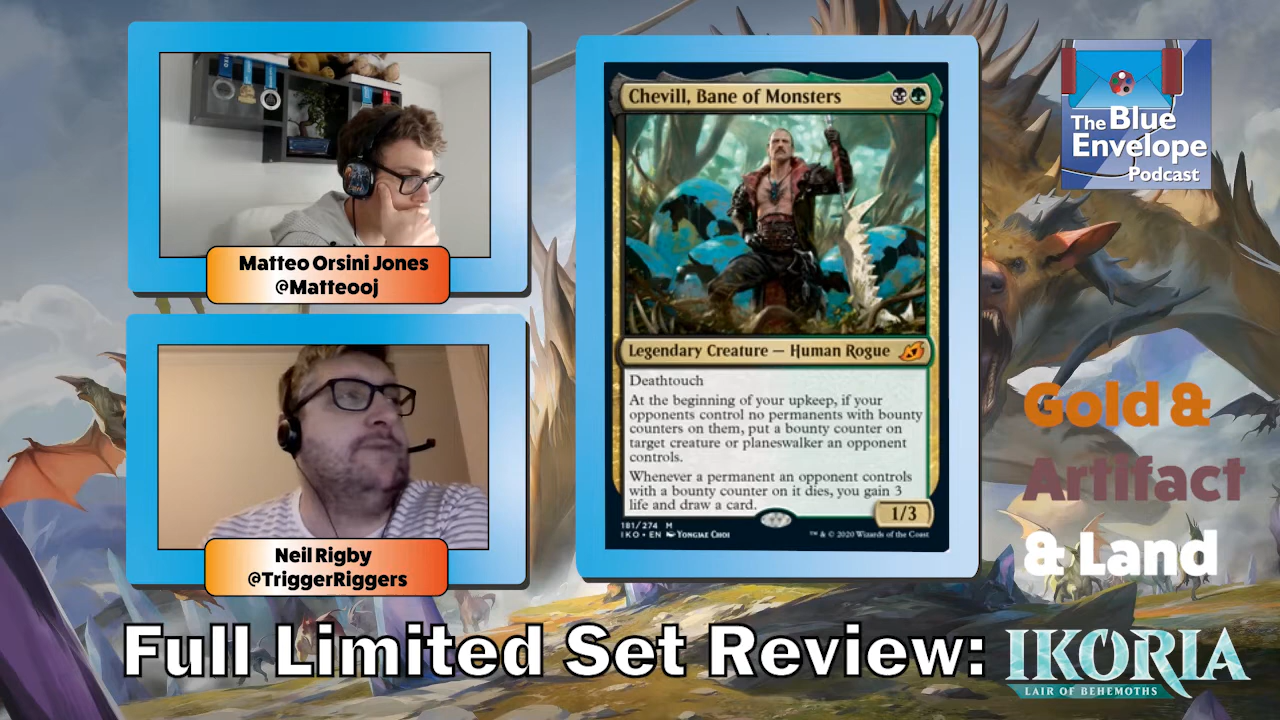 Matteo Orsini Jones
@Matteooj
Neil Rigby
@TriggerRiggers
Chevill, Bane of Monsters
Legendary Creature — Human Rogue
Deathtouch
At the beginning of your upkeep, if your
opponents control no permanents with bounty
counters on them, put a bounty counter on
target creature or planeswalker an opponent
controls.
Whenever a permanent an opponent controls
with a bounty counter on it dies, you gain 3
life and draw a card.
1/3
181/274 M
IKO • EN Yongjae Choi
™ & © 2020 Wizards of the Coast
The Blue
Envelope
Podcast
Gold &
Artifact
& Land
Full Limited Set Review:
IKORIA
LAIR OF BEHEMOTHS